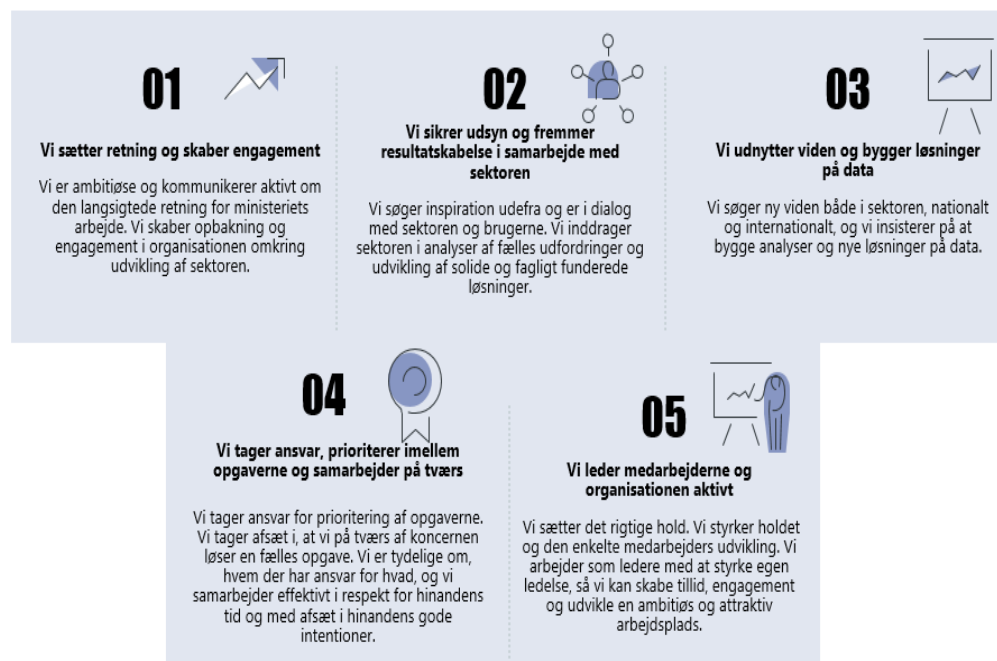 01
Vi sætter retning og skaber engagement
Vi er ambitiøse og kommunikerer aktivt om
den langsigtede retning for ministeriets
arbejde. Vi skaber opbakning og
engagement i organisationen omkring
udvikling af sektoren.
02
Vi sikrer udsyn og fremmer
resultatskabelse i samarbejde med
sektoren
Vi søger inspiration udefra og er i dialog
med sektoren og brugerne. Vi inddrager
sektoren i analyser af fælles udfordringer og
udvikling af solide og fagligt funderede
løsninger.
03
Vi udnytter viden og bygger løsninger
på data
Vi søger ny viden både i sektoren, nationalt
og internationalt, og vi insisterer på at
bygge analyser og nye løsninger på data.
04
Vi tager ansvar, prioriterer imellem
opgaverne og samarbejder på tværs
Vi tager ansvar for prioritering af opgaverne.
Vi tager afsæt i, at vi på tværs af koncernen
løser en fælles opgave. Vi er tydelige om,
hvem der har ansvar for hvad, og vi
samarbejder effektivt i respekt for hinandens
tid og med afsæt i hinandens gode
intentioner.
05
Vi leder medarbejderne og
organisationen aktivt
Vi sætter det rigtige hold. Vi styrker holdet
og den enkelte medarbejders udvikling. Vi
arbejder som ledere med at styrke egen
ledelse, så vi kan skabe tillid, engagement
og udvikle en ambitiøs og attraktiv
arbejdsplads.